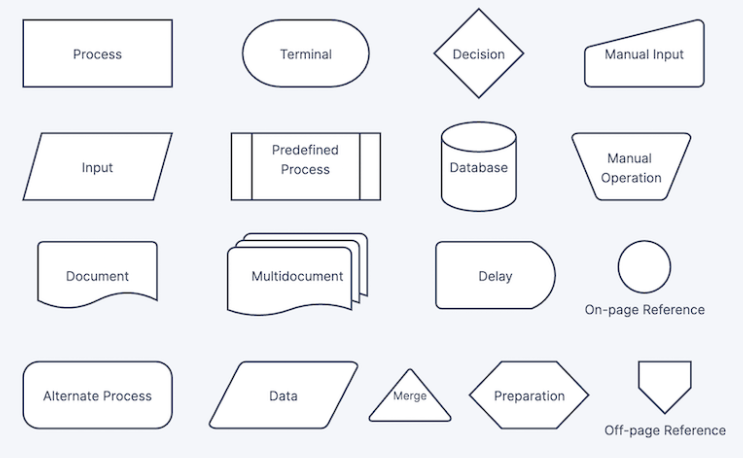 Process
Terminal
Decision
Manual Input
Input
Predefined
Process
Database
Manual
Operation
Document
Multidocument
Delay
On-page Reference
Alternate Process
Data
Merge
Preparation
Off-page Reference